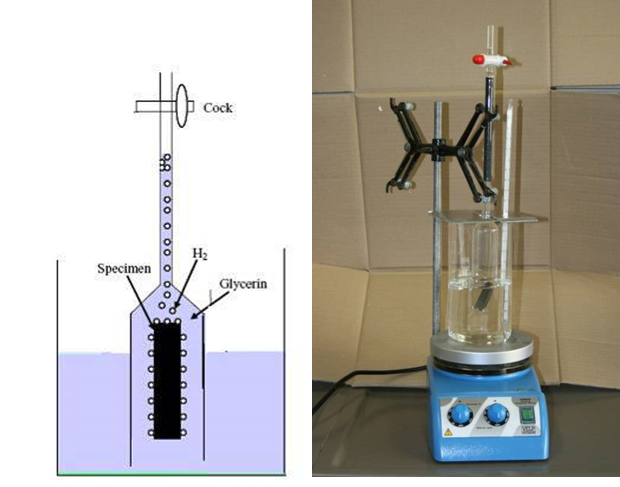 Cock
H₂
Specimen
Glycerin